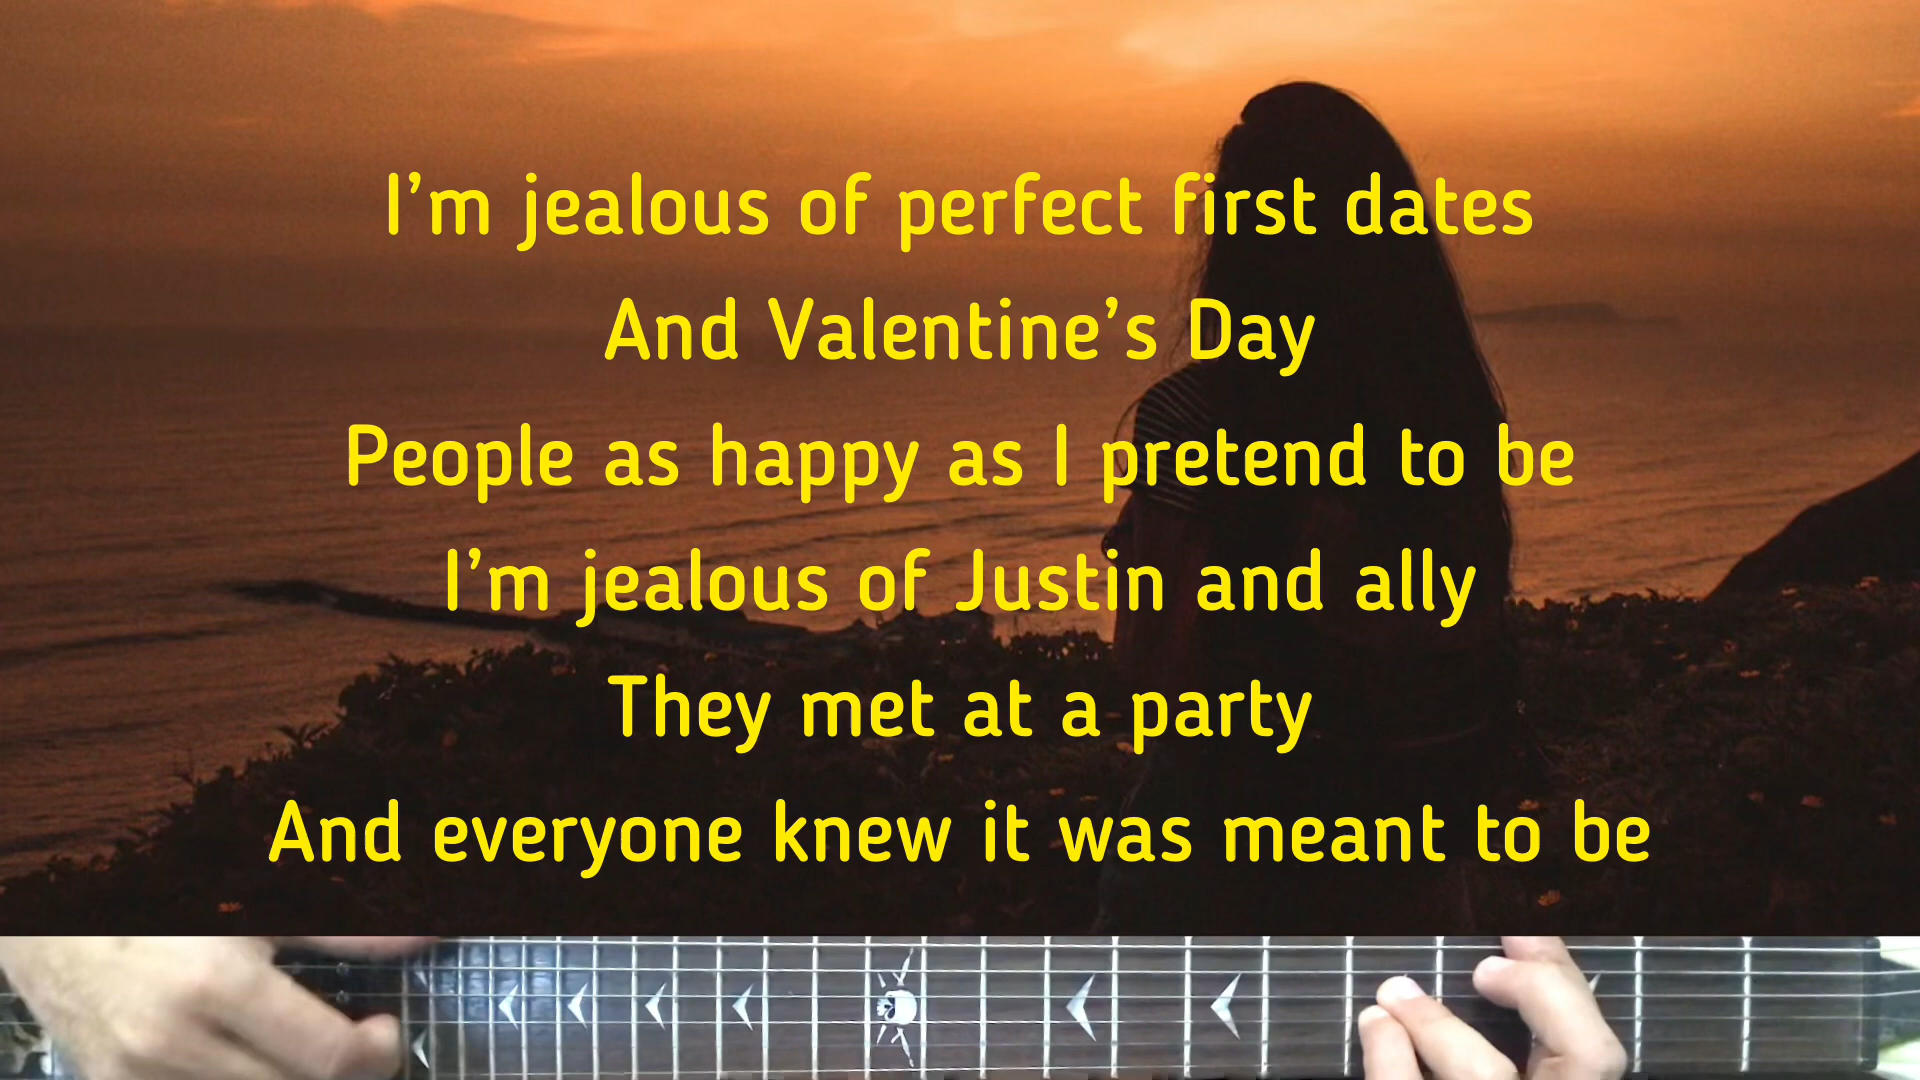 I’m jealous of perfect first dates
And Valentine’s Day
People as happy as I pretend to be
I’m jealous of Justin and ally
They met at a party
And everyone knew it was meant to be